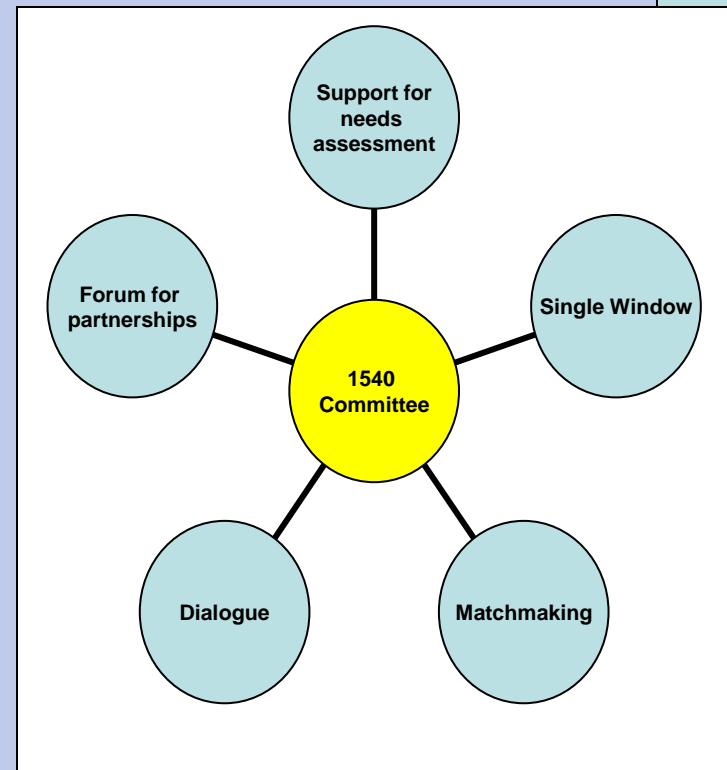 Support for
needs
assessment
Forum for
partnerships
Single Window
1540
Committee
Dialogue
Matchmaking